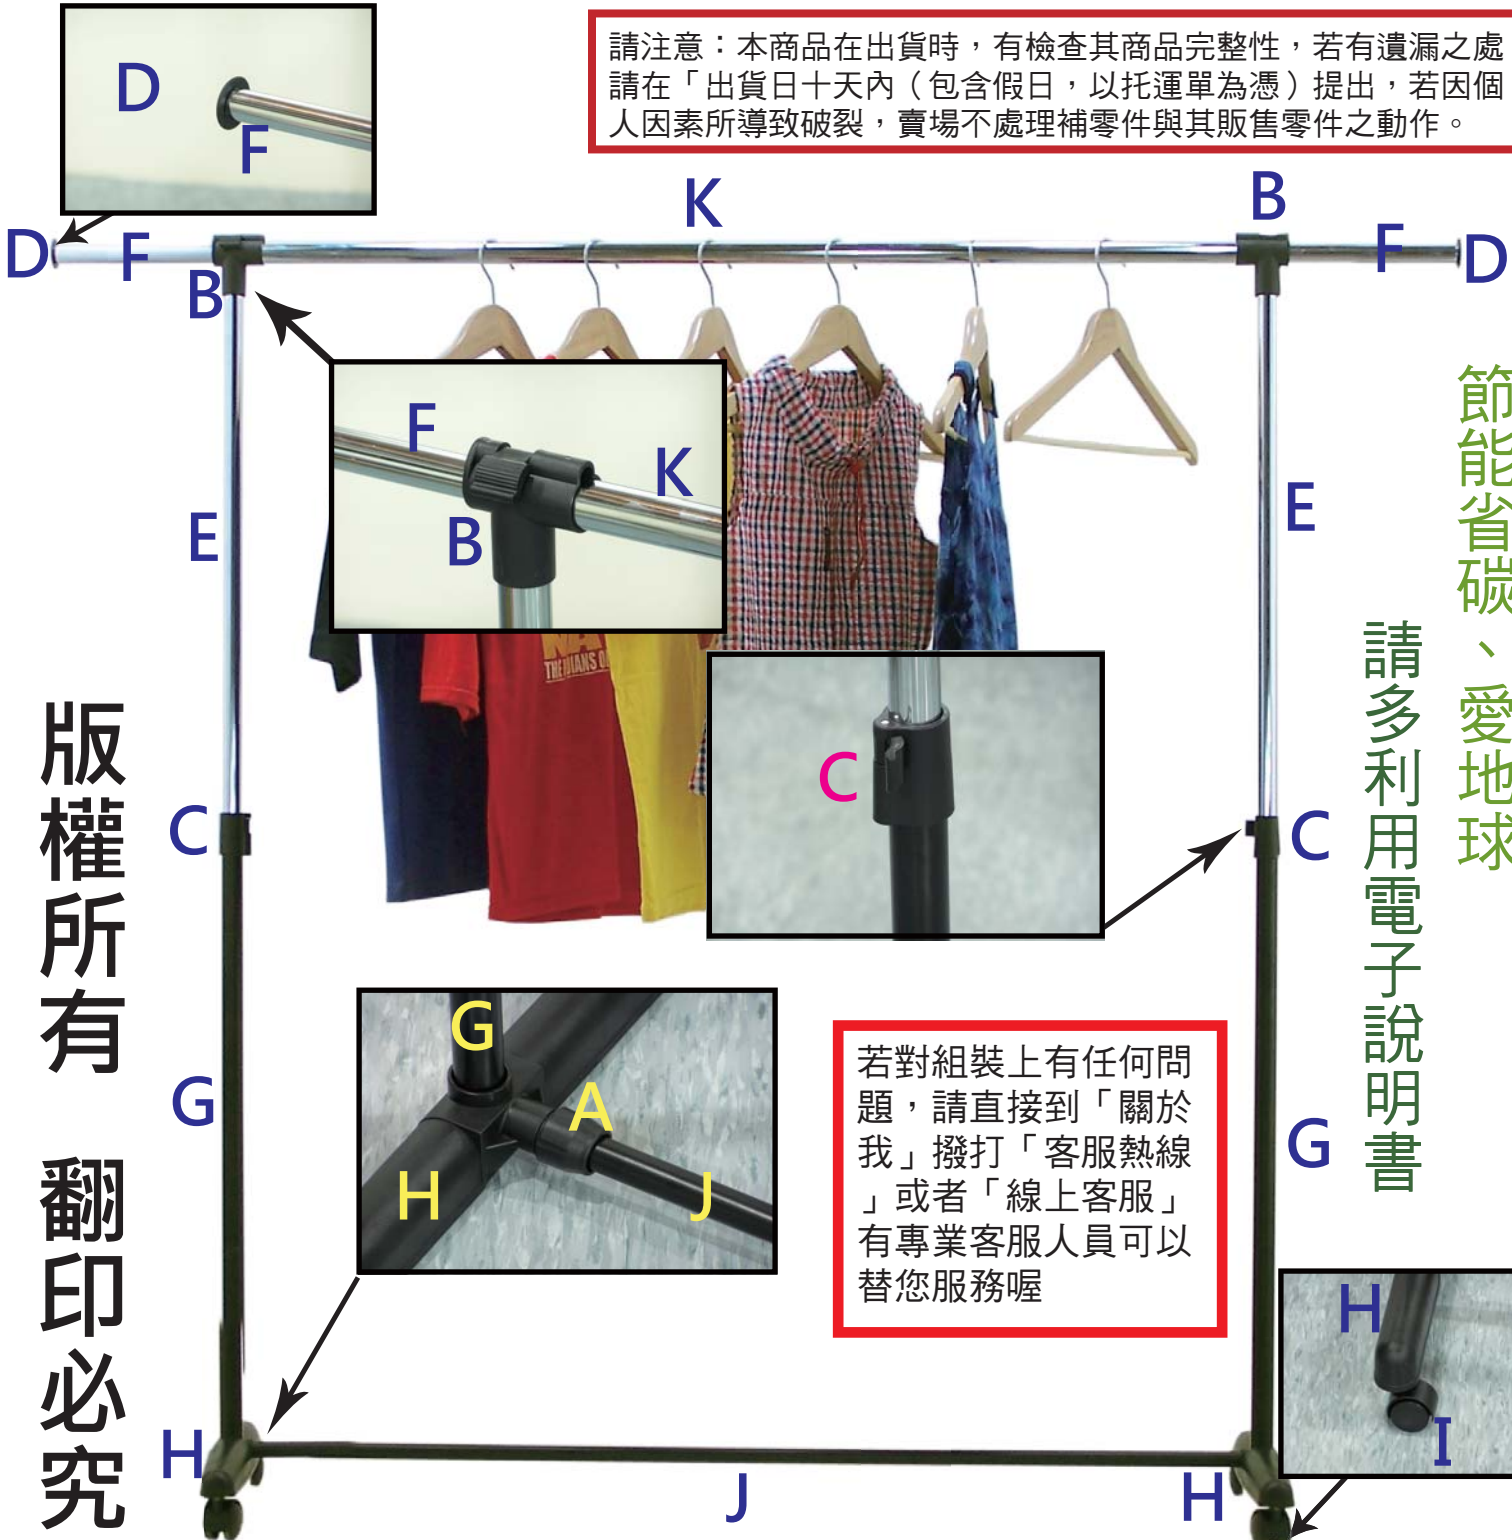 請注意：本商品在出貨時，有檢查其商品完整性，若有遺漏之處
請在「出貨日十天內（包含假日，以托運單為憑）提出，若因個
人因素所導致破裂，賣場不處理補零件與其販售零件之動作。
D
F
K
B
D
F
B
F
D
F
K
B
E
E
節能省碳、愛地球
請多利用電子說明書
THE
IANS O
C
C
C
版權所有 翻印必究
G
A
H
J
G
G
若對組裝上有任何問
題，請直接到「關於
我」撥打「客服熱線
」或者「線上客服」
有專業客服人員可以
替您服務喔
H
I
H
J
H